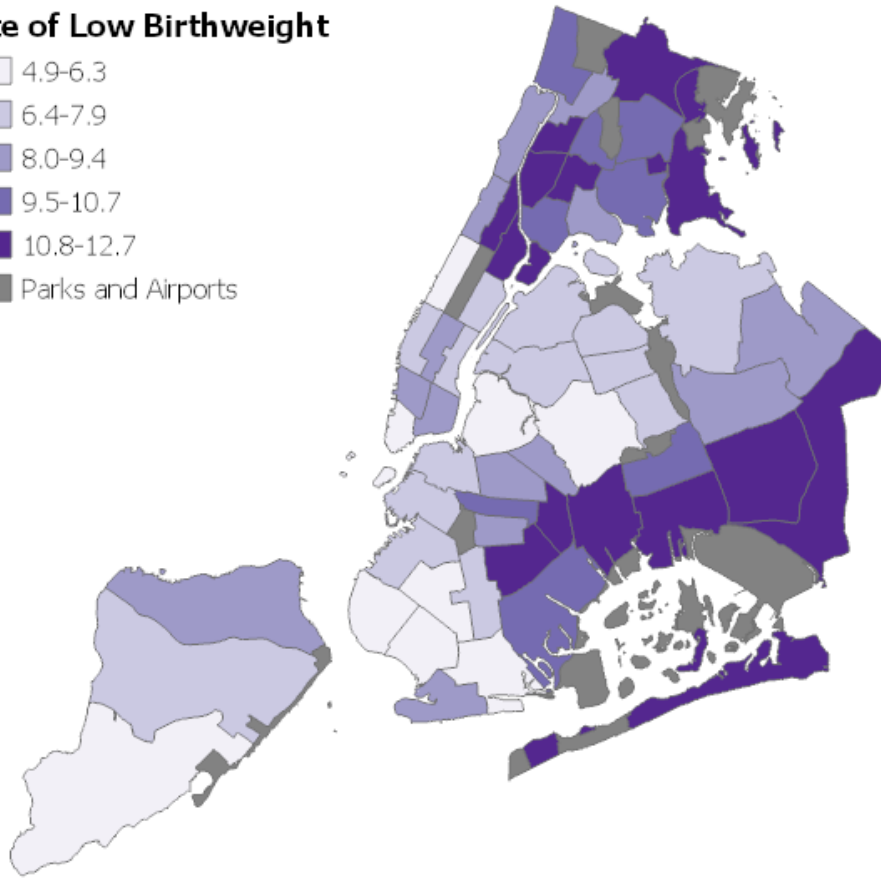 of Low Birthweight
4.9-6.3
6.4-7.9
8.0-9.4
9.5-10.7
10.8-12.7
Parks and Airports